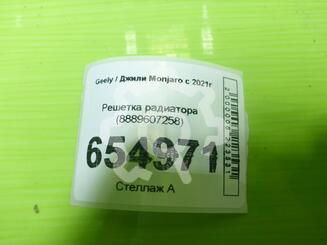 Geely / Джили Monjaro с 2021г
Решетка радиатора
(8889607258)
654971
Стеллаж А